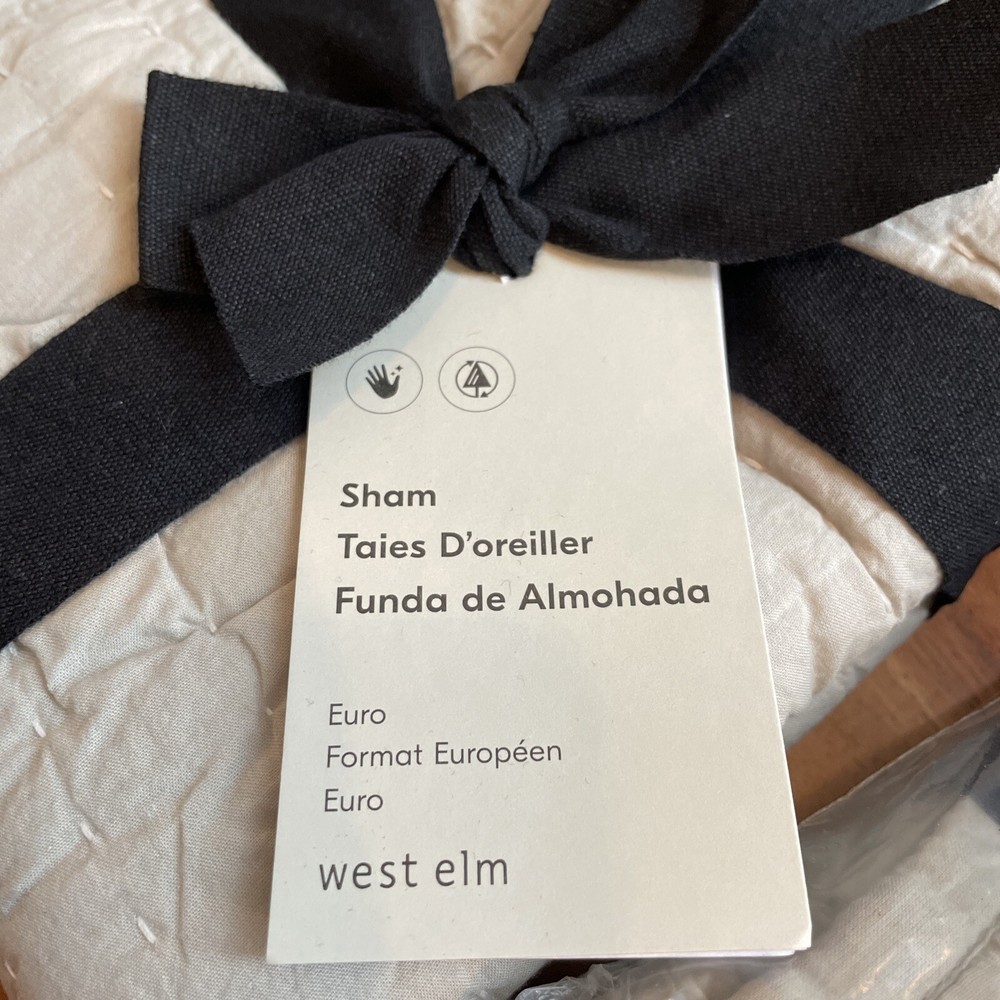 Sham
Taies D’oreiller
Funda de Almohada
Euro
Format Européen
Euro
west elm